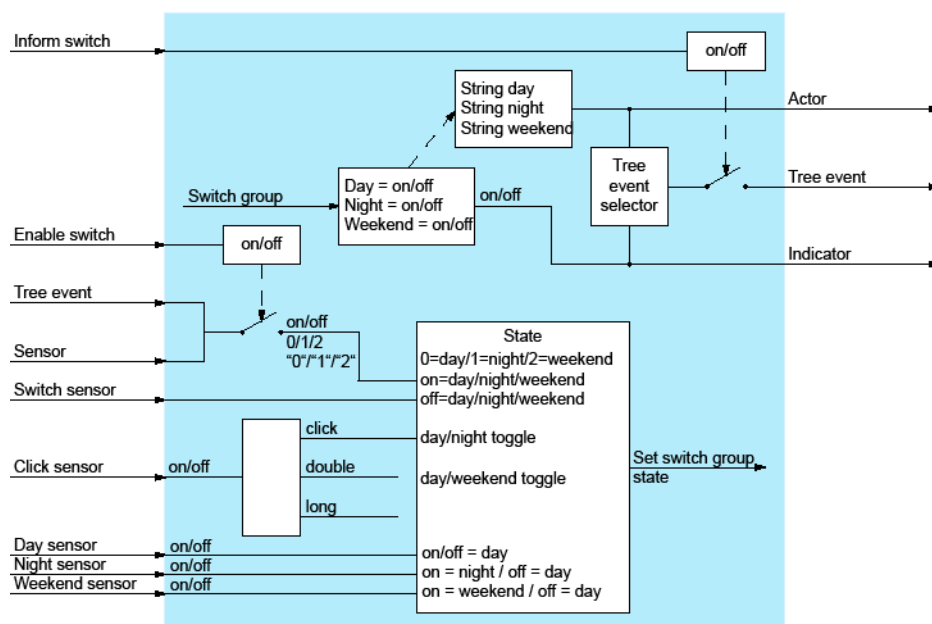 Inform switch
on/off
String day
String night
String weekend
Actor
Tree
event
selector
Tree event
Switch group
Day = on/off
Night = on/off
Weekend = on/off
on/off
Enable switch
on/off
Indicator
Tree event
on/off
0/1/2
“0“/“1“/“2“
Sensor
Switch sensor
State
0=day/1=night/2=weekend
on=day/night/weekend
off=day/night/weekend
click
day/night toggle
Click sensor
on/off
double
day/weekend toggle
long
Set switch group
state
Day sensor
on/off
on/off = day
Night sensor
on/off
on = night / off = day
Weekend sensor
on/off
on = weekend / off = day